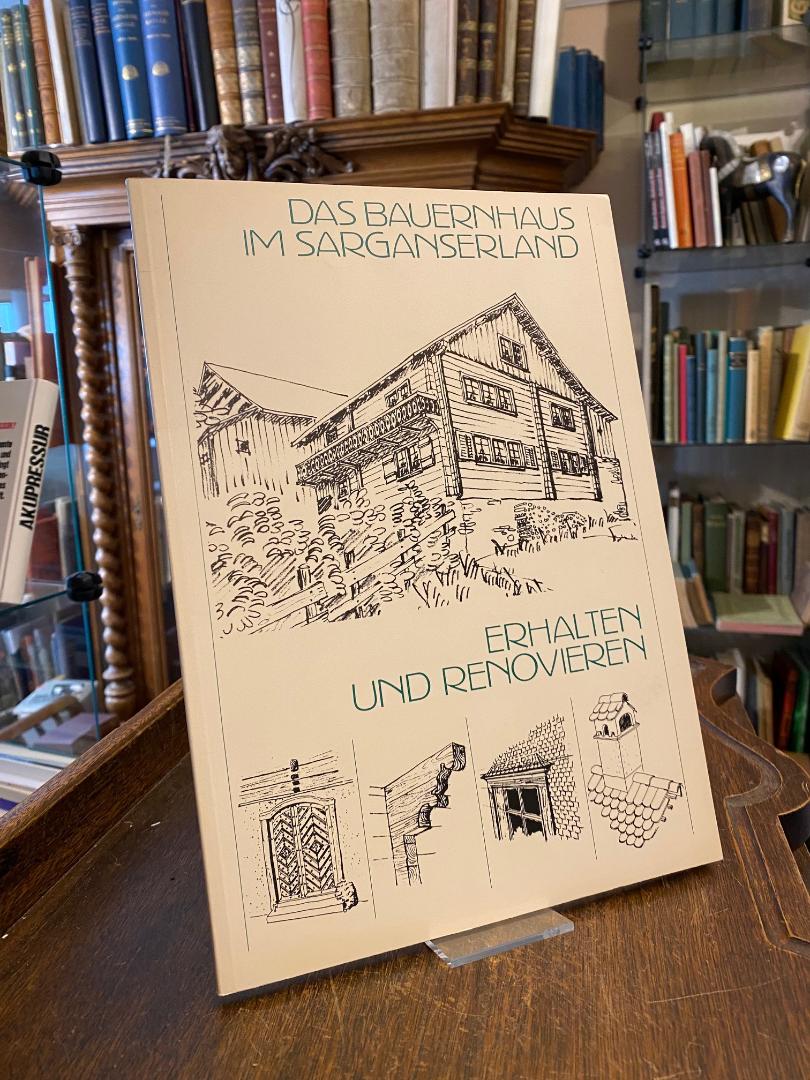 DAS BAUERNHAUS
IM SARGANSERLAND
ERHALTEN
UND RENOVIEREN
AKUPRESSUR